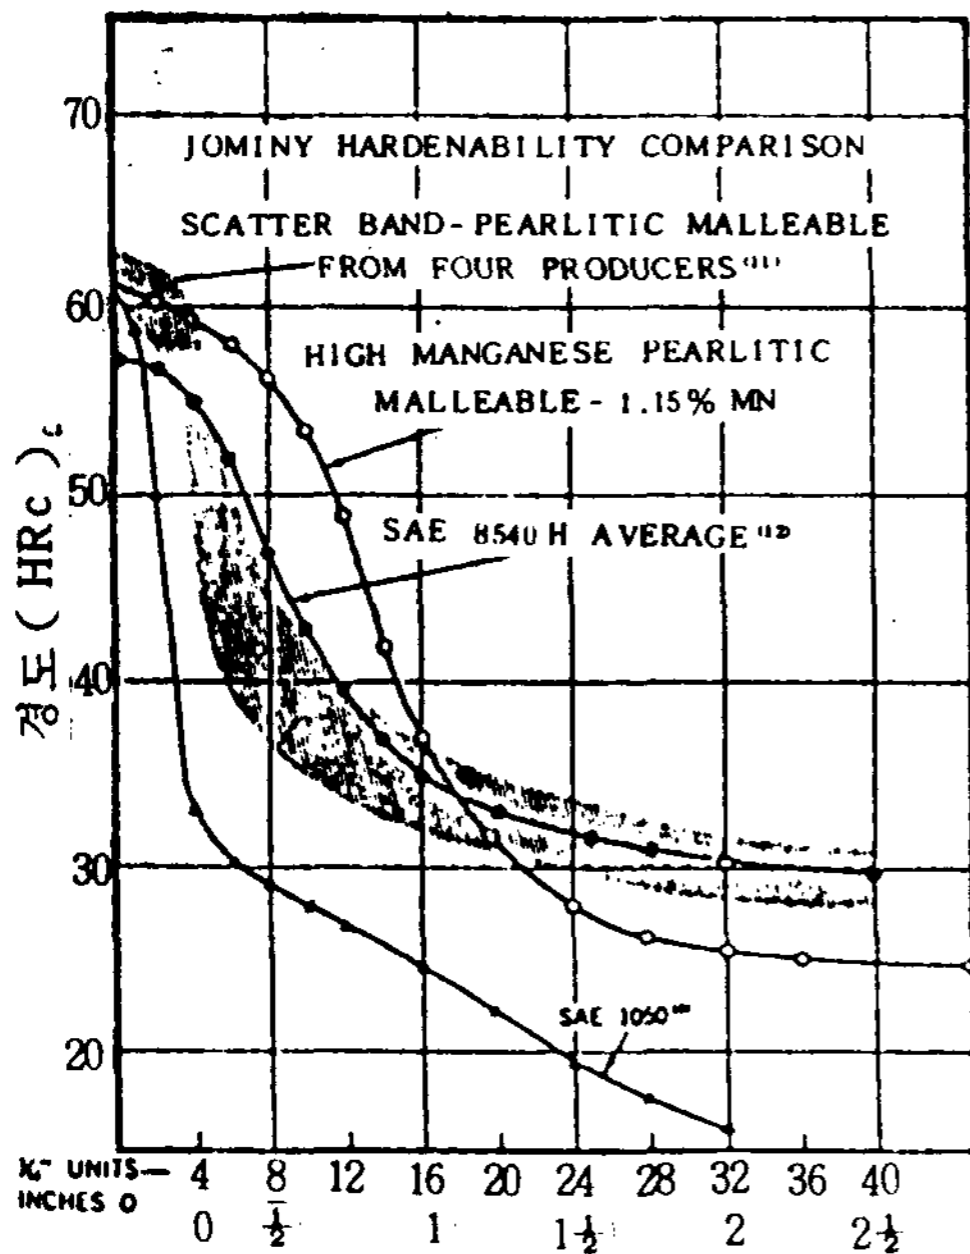 70
JOMINY HARDENABILITY COMPARISON
SCATTER BAND-PEARLITIC MALLEABLE
FROM FOUR PRODUCERS⁽¹¹⁾
60
HIGH MANGANESE PEARLITIC
MALLEABLE - 1.15% MN
50
SAE 8540 H AVERAGE⁽¹²⁾
경도 (HRc)
40
30
SAE 1050
20
UNITS— 4 8 12 16 20 24 28 32 36 40
INCHES 0 0 1/2 1 1 1/2 2 2 1/2